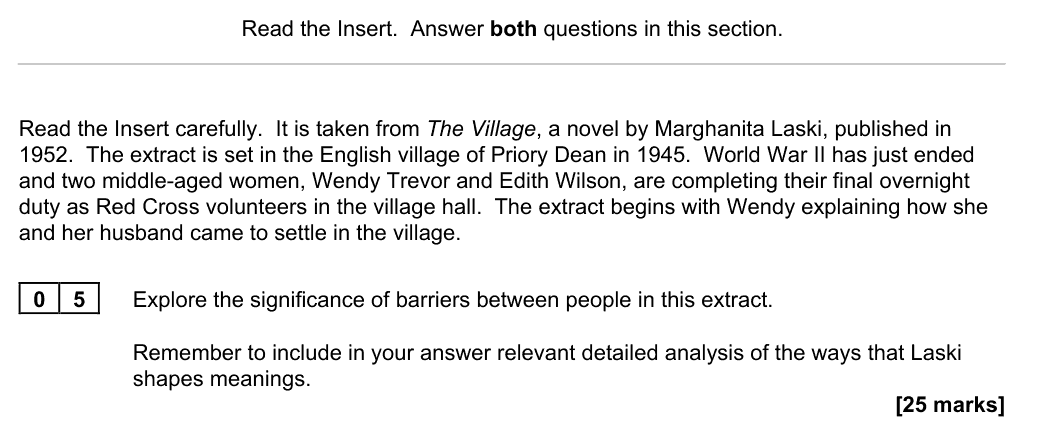 Read the Insert.  Answer both questions in this section.
Read the Insert carefully.  It is taken from The Village, a novel by Marghanita Laski, published in
1952.  The extract is set in the English village of Priory Dean in 1945.  World War II has just ended
and two middle-aged women, Wendy Trevor and Edith Wilson, are completing their final overnight
duty as Red Cross volunteers in the village hall.  The extract begins with Wendy explaining how she
and her husband came to settle in the village.
0 5 Explore the significance of barriers between people in this extract.
Remember to include in your answer relevant detailed analysis of the ways that Laski
shapes meanings.
[25 marks]